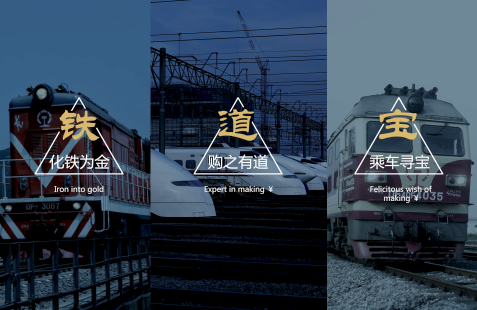 铁
化铁为金
Iron into gold
道
购之有道
Expert in making ¥
宝
乘车寻宝
Felicitous wish of
making ¥